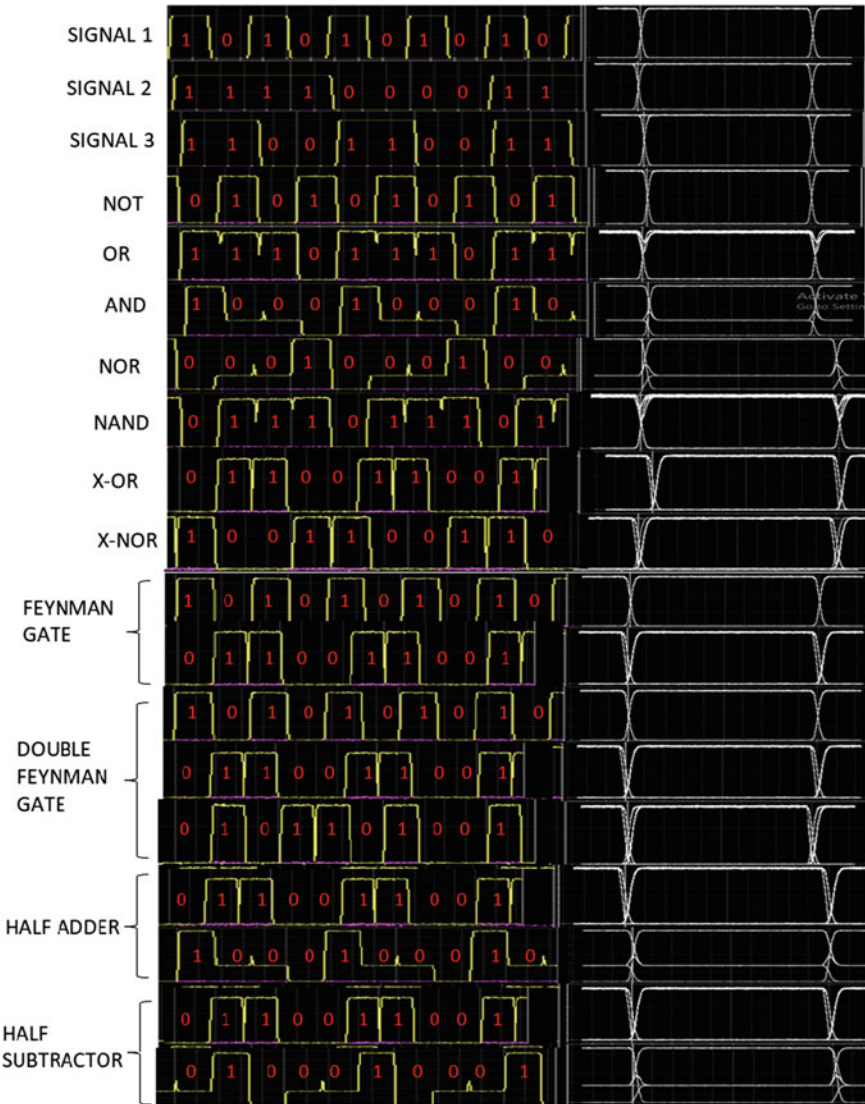 SIGNAL 1 1 0 1 0 1 0 1 0 1 0
SIGNAL 2 1 1 1 1 0 0 0 0 1 1
SIGNAL 3 1 1 0 0 1 1 0 0 1 1
NOT 0 1 0 1 0 1 0 1 0 1
OR 1 1 1 0 1 1 1 0 1 1
AND 1 0 0 0 1 0 0 0 1 0
Activate
Go to Settin
NOR 0 0 0 1 0 0 0 1 0 0
NAND 0 1 1 1 0 1 1 1 0 1
X-OR 0 1 1 0 0 1 1 0 0 1
X-NOR 1 0 0 1 1 0 0 1 1 0
FEYNMAN
GATE
1 0 1 0 1 0 1 0 1 0
0 1 1 0 0 1 1 0 0 1
DOUBLE
FEYNMAN
GATE
1 0 1 0 1 0 1 0 1 0
0 1 1 0 0 1 1 0 0 1
0 1 0 1 1 0 1 0 0 1
HALF ADDER
0 1 1 0 0 1 1 0 0 1
1 0 0 0 1 0 0 0 1 0
HALF
SUBTRACTOR
0 1 1 0 0 1 1 0 0 1
0 1 0 0 0 1 0 0 0 1